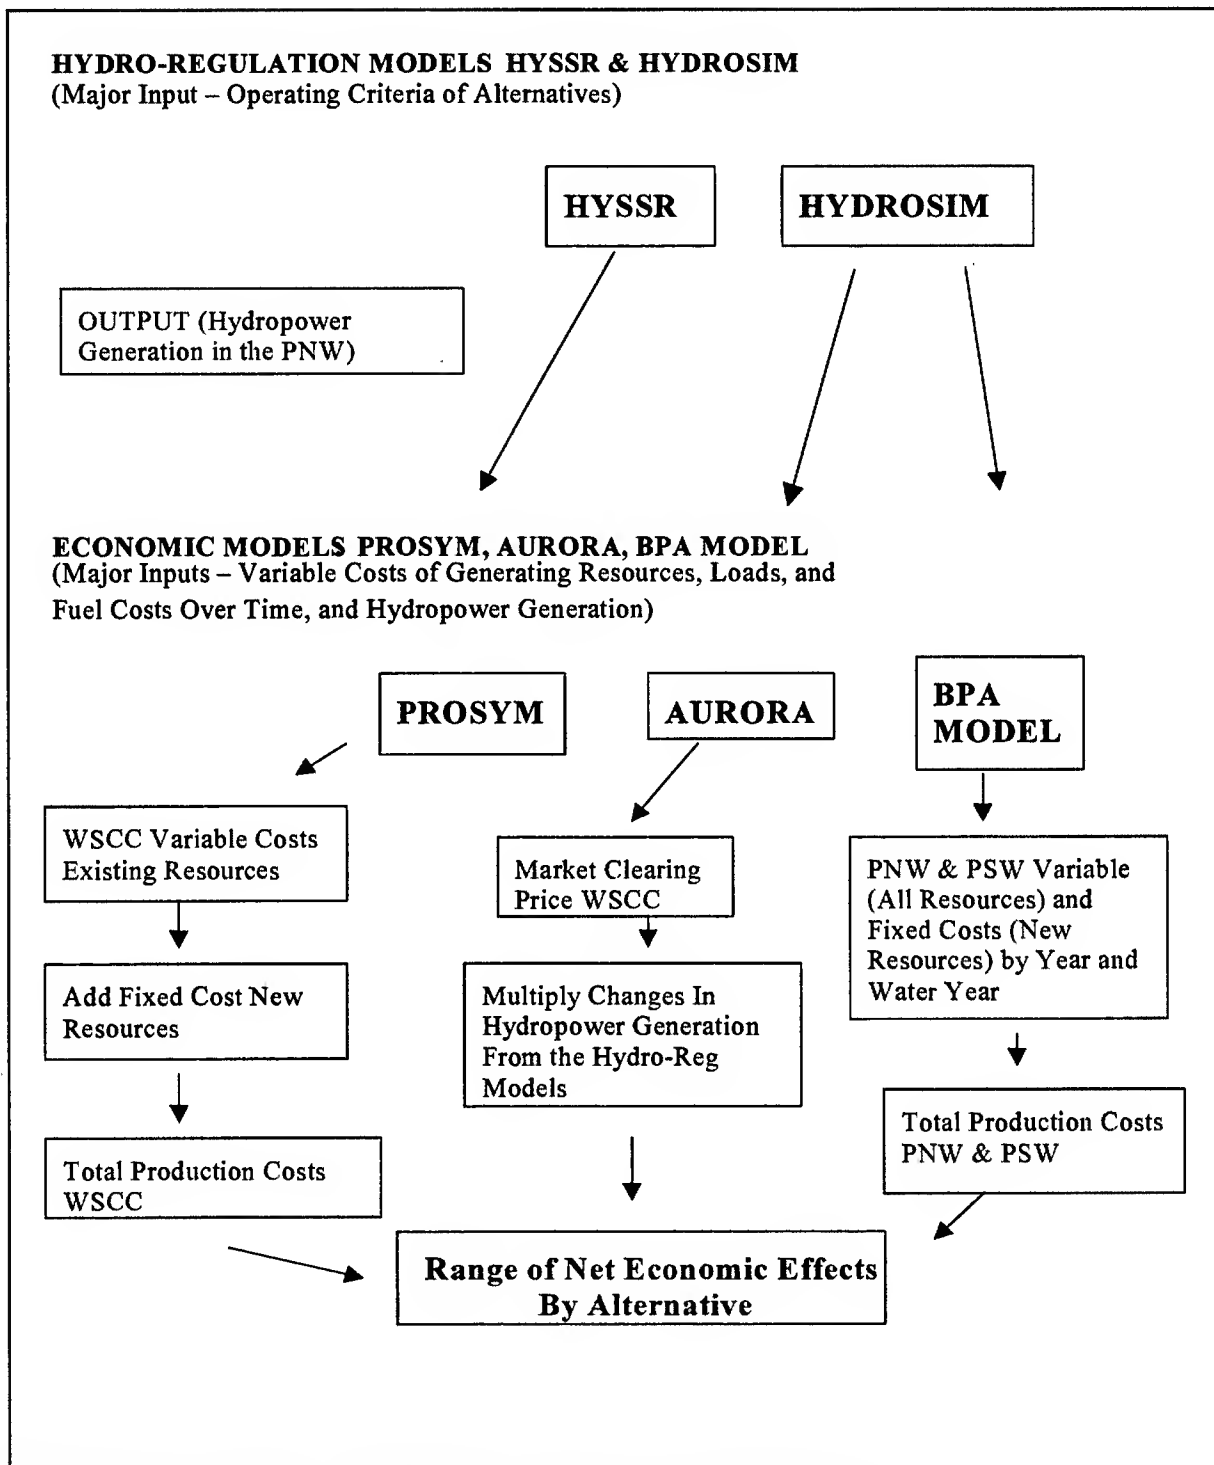 HYDRO-REGULATION MODELS HYSSR & HYDROSIM
(Major Input – Operating Criteria of Alternatives)
HYSSR
HYDROSIM
OUTPUT (Hydropower
Generation in the PNW)
ECONOMIC MODELS PROSYM, AURORA, BPA MODEL
(Major Inputs – Variable Costs of Generating Resources, Loads, and
Fuel Costs Over Time, and Hydropower Generation)
PROSYM
AURORA
BPA
MODEL
WSCC Variable Costs
Existing Resources
Market Clearing
Price WSCC
PNW & PSW Variable
(All Resources) and
Fixed Costs (New
Resources) by Year and
Water Year
Add Fixed Cost New
Resources
Multiply Changes In
Hydropower Generation
From the Hydro-Reg
Models
Total Production Costs
WSCC
Total Production Costs
PNW & PSW
Range of Net Economic Effects
By Alternative